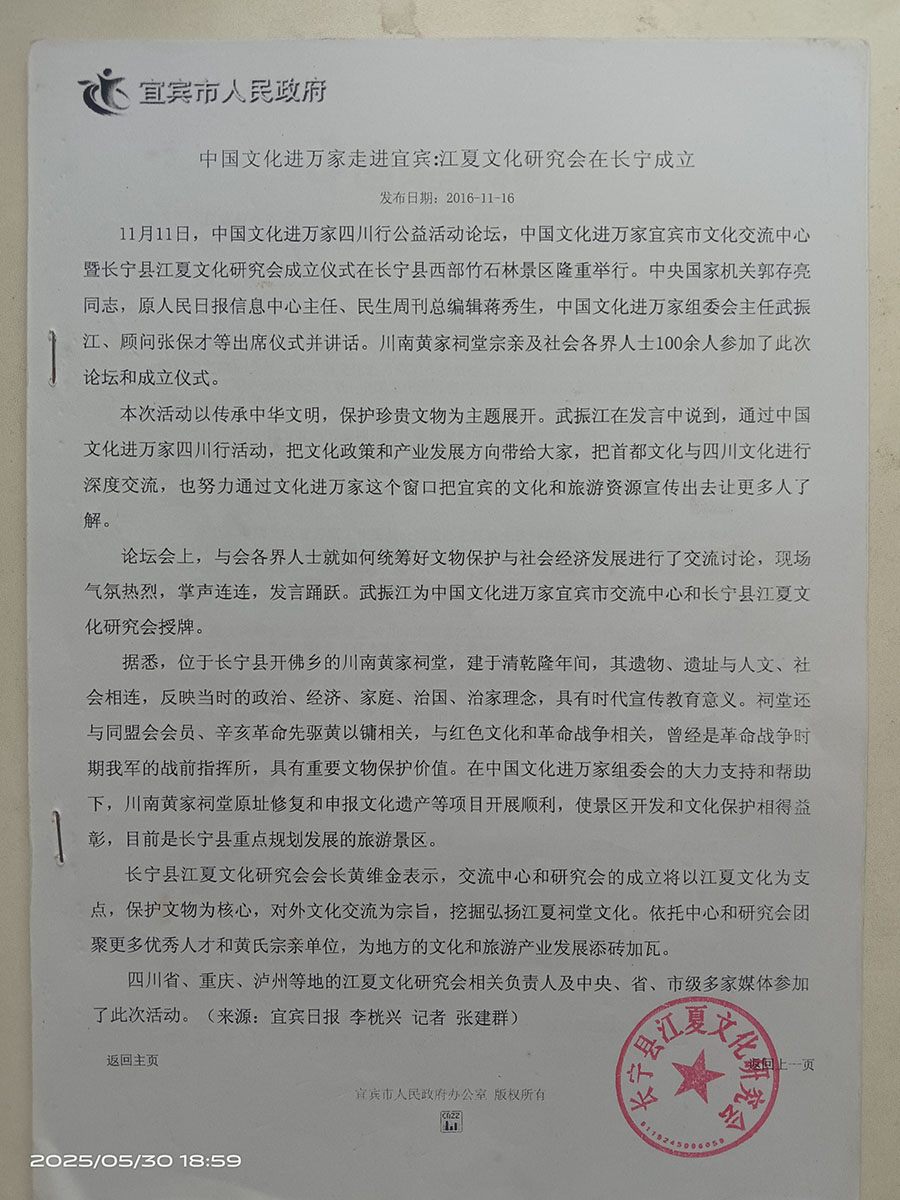 宜宾市人民政府
中国文化进万家走进宜宾:江夏文化研究会在长宁成立
发布日期：2016-11-16
11月11日，中国文化进万家四川行公益活动论坛，中国文化进万家宜宾市文化交流中心
暨长宁县江夏文化研究会成立仪式在长宁县西部竹石林景区隆重举行。中央国家机关郭存亮
同志，原人民日报信息中心主任、民生周刊总编辑蒋秀生，中国文化进万家组委会主任武振
江、顾问张保才等出席仪式并讲话。川南黄家祠堂宗亲及社会各界人士100余人参加了此次
论坛和成立仪式。
本次活动以传承中华文明，保护珍贵文物为主题展开。武振江在发言中说到，通过中国
文化进万家四川行活动，把文化政策和产业发展方向带给大家，把首都文化与四川文化进行
深度交流，也努力通过文化进万家这个窗口把宜宾的文化和旅游资源宣传出去让更多人了
解。
论坛会上，与会各界人士就如何统筹好文物保护与社会经济发展进行了交流讨论，现场
气氛热烈，掌声连连，发言踊跃。武振江为中国文化进万家宜宾市交流中心和长宁县江夏文
化研究会授牌。
据悉，位于长宁县开佛乡的川南黄家祠堂，建于清乾隆年间，其遗物、遗址与人文、社
会相连，反映当时的政治、经济、家庭、治国、治家理念，具有时代宣传教育意义。祠堂还
与同盟会会员、辛亥革命先驱黄以镛相关，与红色文化和革命战争相关，曾经是革命战争时
期我军的战前指挥所，具有重要文物保护价值。在中国文化进万家组委会的大力支持和帮助
下，川南黄家祠堂原址修复和申报文化遗产等项目开展顺利，使景区开发和文化保护相得益
彰，目前是长宁县重点规划发展的旅游景区。
长宁县江夏文化研究会会长黄维金表示，交流中心和研究会的成立将以江夏文化为支
点，保护文物为核心，对外文化交流为宗旨，挖掘弘扬江夏祠堂文化。依托中心和研究会团
聚更多优秀人才和黄氏宗亲单位，为地方的文化和旅游产业发展添砖加瓦。
四川省、重庆、泸州等地的江夏文化研究会相关负责人及中央、省、市级多家媒体参加
了此次活动。（来源：宜宾日报 李桄兴 记者 张建群）
返回主页
返回上一页
长宁县江夏文化研究会
宜宾市人民政府办公室 版权所有
2025/05/30 18:59